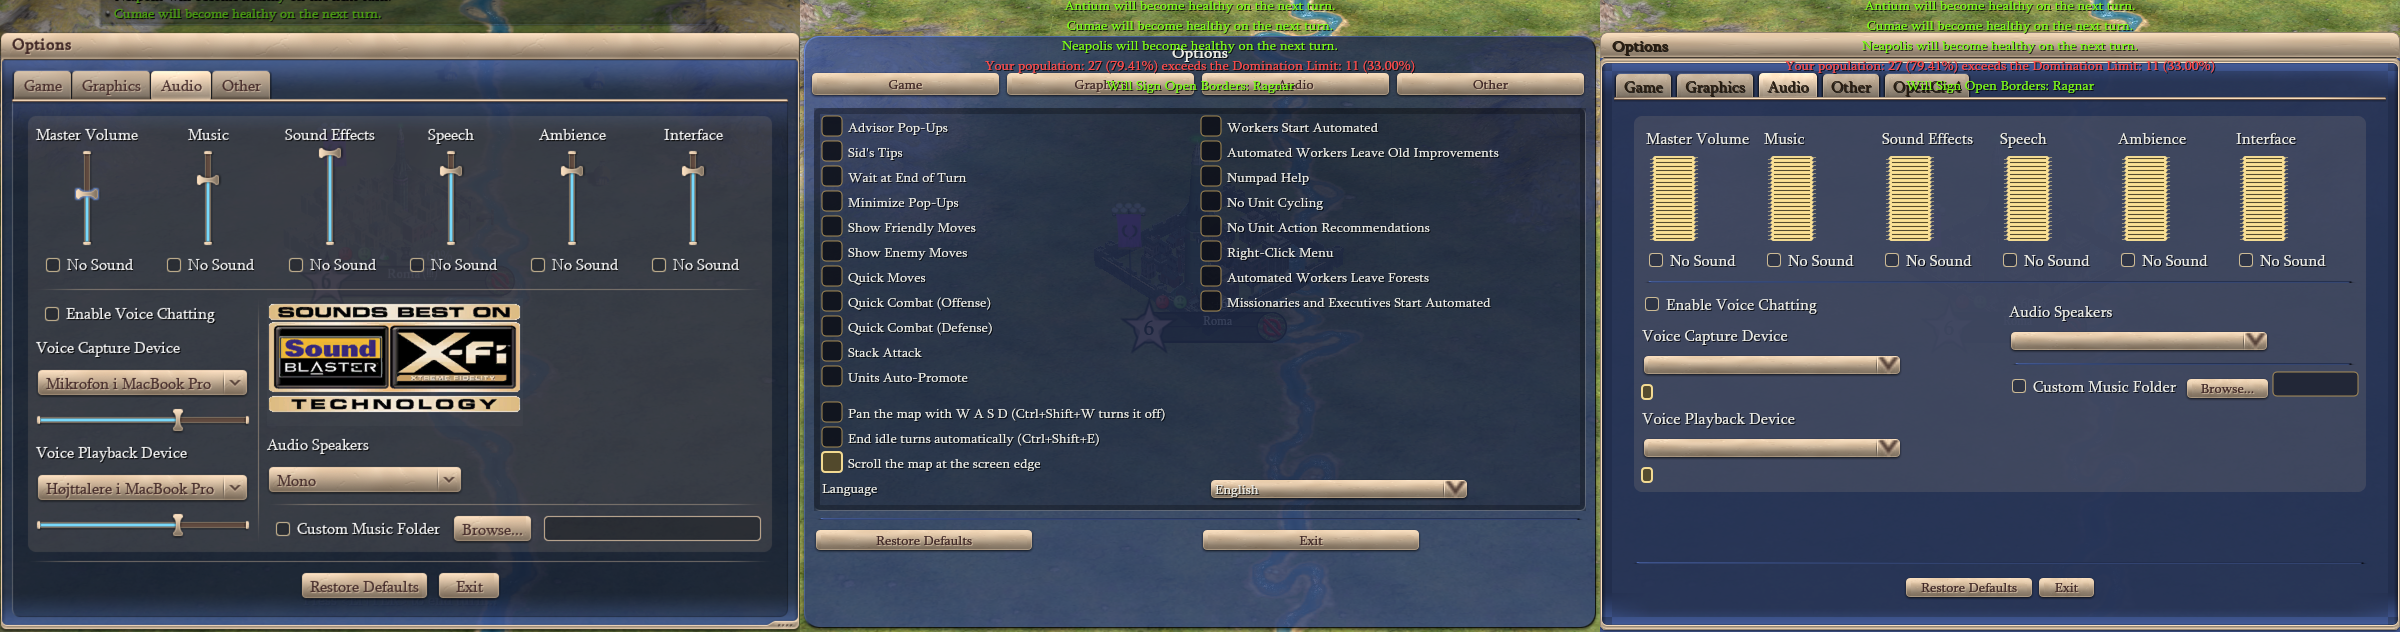 Cumae will become healthy on the next turn.
Options
Game Graphics Audio Other
Master Volume Music Sound Effects Speech Ambience Interface
No Sound No Sound No Sound No Sound No Sound No Sound
Enable Voice Chatting
Voice Capture Device
Mikrofon i MacBook Pro
Voice Playback Device
Højttalere i MacBook Pro
SOUNDS BEST ON
Sound BLASTER X-Fi
XTREME FIDELITY
TECHNOLOGY
Audio Speakers
Mono
Custom Music Folder Browse...
Restore Defaults Exit
Antium will become healthy on the next turn.
Cumae will become healthy on the next turn.
Neapolis will become healthy on the next turn.
Options
Your population: 27 (79.41%) exceeds the Domination Limit: 11 (33.00%)
Will Sign Open Borders: Ragnar
Game Graphics Audio Other
Advisor Pop-Ups
Sid's Tips
Wait at End of Turn
Minimize Pop-Ups
Show Friendly Moves
Show Enemy Moves
Quick Moves
Quick Combat (Offense)
Quick Combat (Defense)
Stack Attack
Units Auto-Promote
Workers Start Automated
Automated Workers Leave Old Improvements
Numpad Help
No Unit Cycling
No Unit Action Recommendations
Right-Click Menu
Automated Workers Leave Forests
Missionaries and Executives Start Automated
6 Roma
Pan the map with W A S D (Ctrl+Shift+W turns it off)
End idle turns automatically (Ctrl+Shift+E)
Scroll the map at the screen edge
Language English
Restore Defaults Exit
Antium will become healthy on the next turn.
Cumae will become healthy on the next turn.
Options
Neapolis will become healthy on the next turn.
Your population: 27 (79.41%) exceeds the Domination Limit: 11 (33.00%)
Will Sign Open Borders: Ragnar
Game Graphics Audio Other
Master Volume Music Sound Effects Speech Ambience Interface
No Sound No Sound No Sound No Sound No Sound No Sound
Enable Voice Chatting
Voice Capture Device
Voice Playback Device
Audio Speakers
Custom Music Folder Browse...
Restore Defaults Exit